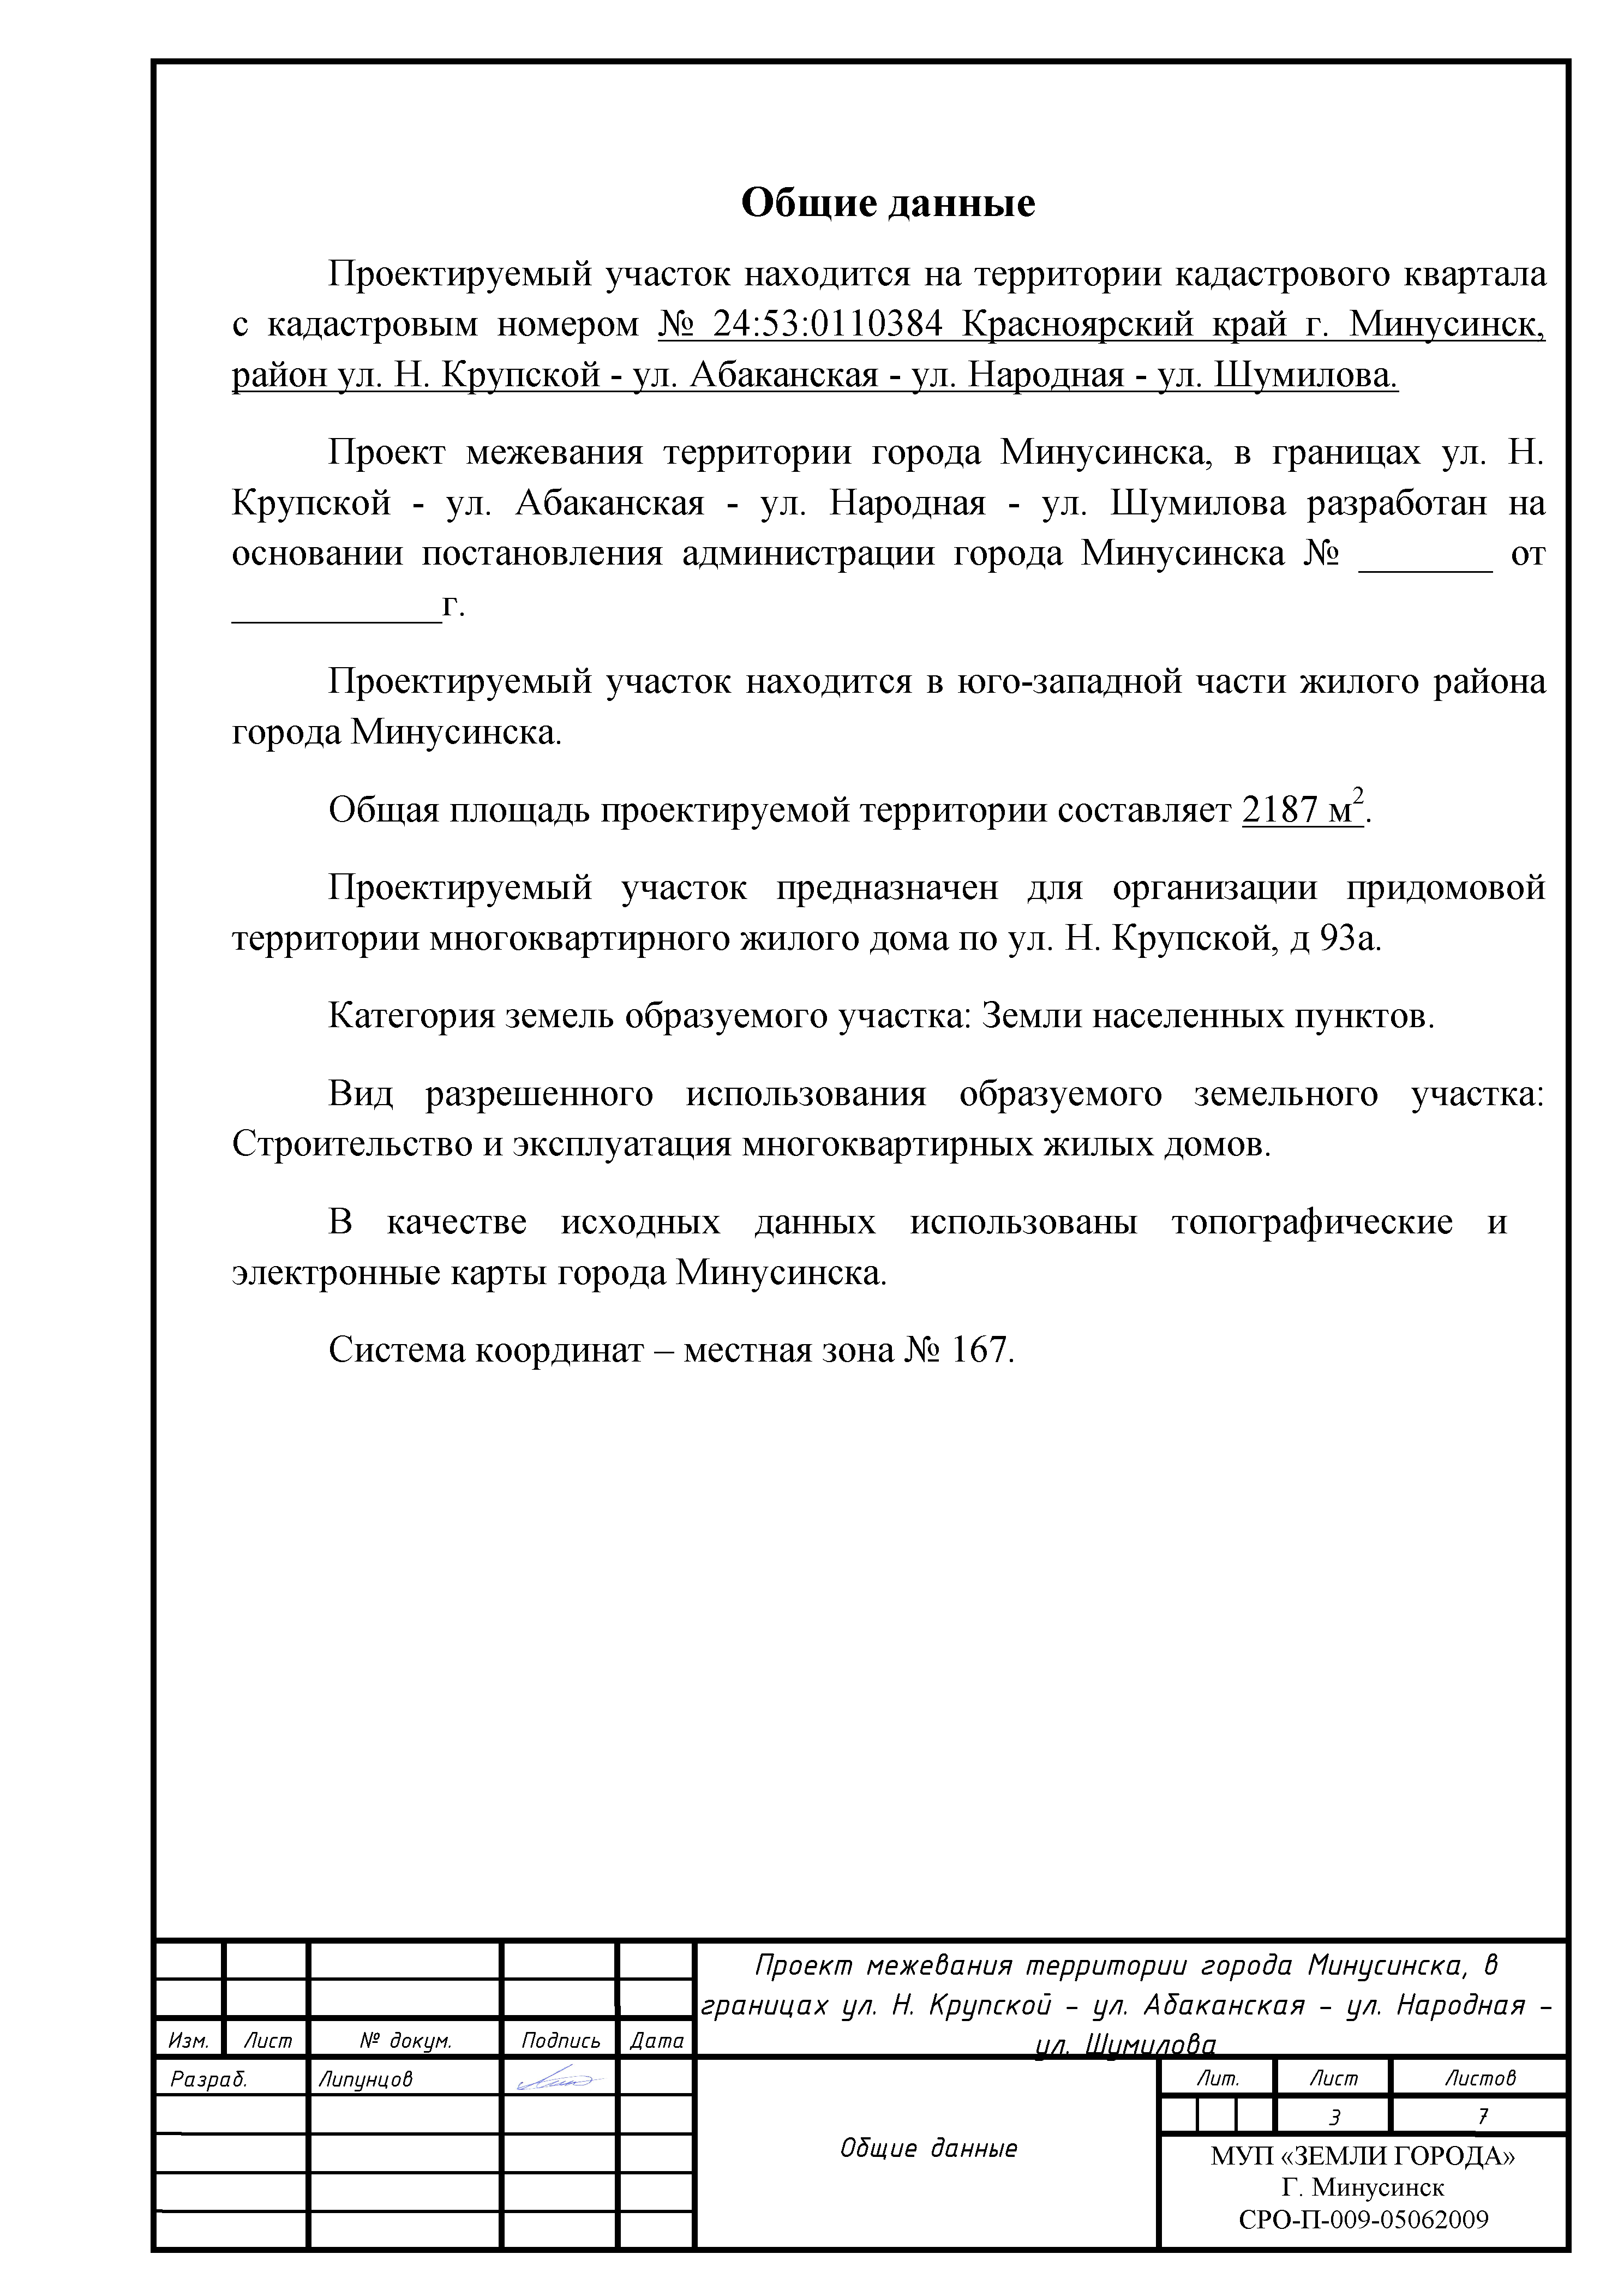 Общие данные
Проектируемый участок находится на территории кадастрового квартала
с кадастровым номером № 24:53:0110384 Красноярский край г. Минусинск,
район ул. Н. Крупской - ул. Абаканская - ул. Народная - ул. Шумилова.
Проект межевания территории города Минусинска, в границах ул. Н.
Крупской - ул. Абаканская - ул. Народная - ул. Шумилова разработан на
основании постановления администрации города Минусинска № _______ от
___________г.
Проектируемый участок находится в юго-западной части жилого района
города Минусинска.
Общая площадь проектируемой территории составляет 2187 м².
Проектируемый участок предназначен для организации придомовой
территории многоквартирного жилого дома по ул. Н. Крупской, д 93а.
Категория земель образуемого участка: Земли населенных пунктов.
Вид разрешенного использования образуемого земельного участка:
Строительство и эксплуатация многоквартирных жилых домов.
В качестве исходных данных использованы топографические и
электронные карты города Минусинска.
Система координат – местная зона № 167.
Проект межевания территории города Минусинска, в
границах ул. Н. Крупской - ул. Абаканская - ул. Народная -
ул. Шумилова
Изм. Лист № докум. Подпись Дата
Разраб. Липунцов
Общие данные
Лит. Лист Листов
3 7
МУП «ЗЕМЛИ ГОРОДА»
Г. Минусинск
СРО-П-009-05062009